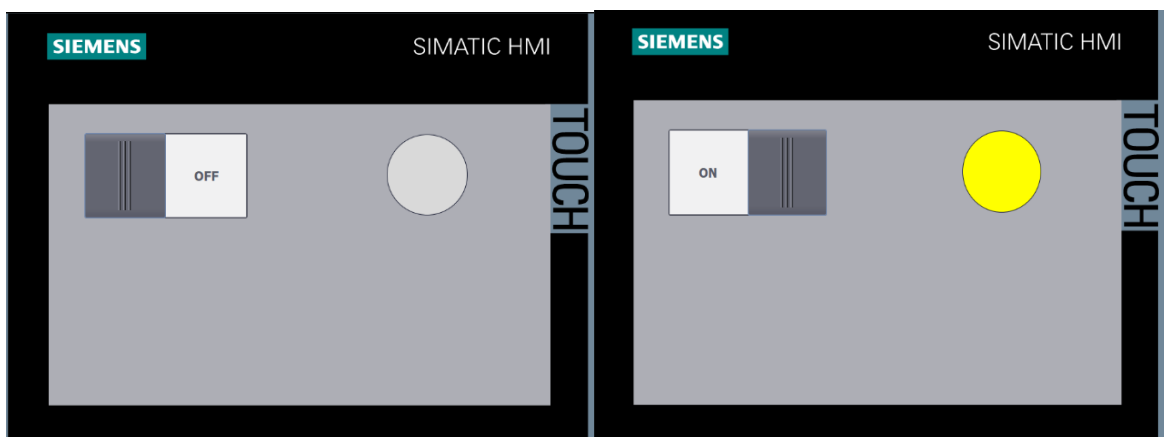 SIEMENS
SIMATIC HMI
TOUCH
OFF
SIEMENS
SIMATIC HMI
TOUCH
ON